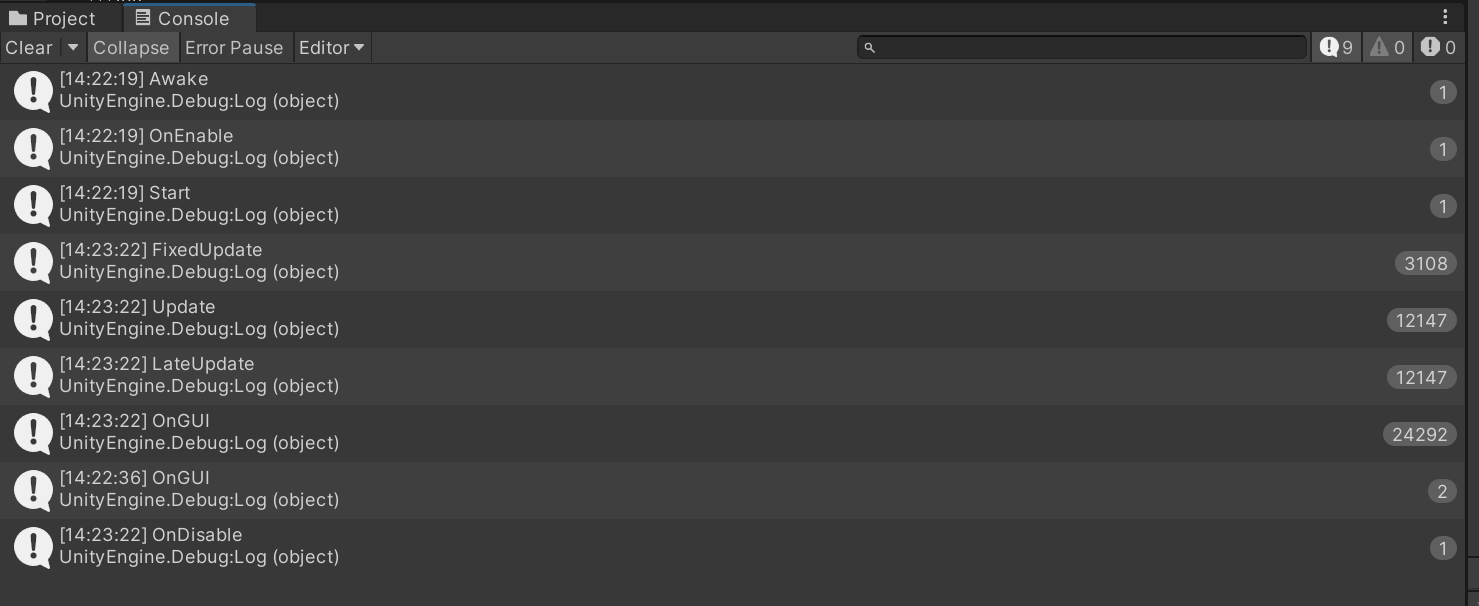 Project Console
Clear Collapse Error Pause Editor 9 0 0
[14:22:19] Awake
UnityEngine.Debug:Log (object) 1
[14:22:19] OnEnable
UnityEngine.Debug:Log (object) 1
[14:22:19] Start
UnityEngine.Debug:Log (object) 1
[14:23:22] FixedUpdate
UnityEngine.Debug:Log (object) 3108
[14:23:22] Update
UnityEngine.Debug:Log (object) 12147
[14:23:22] LateUpdate
UnityEngine.Debug:Log (object) 12147
[14:23:22] OnGUI
UnityEngine.Debug:Log (object) 24292
[14:22:36] OnGUI
UnityEngine.Debug:Log (object) 2
[14:23:22] OnDisable
UnityEngine.Debug:Log (object) 1